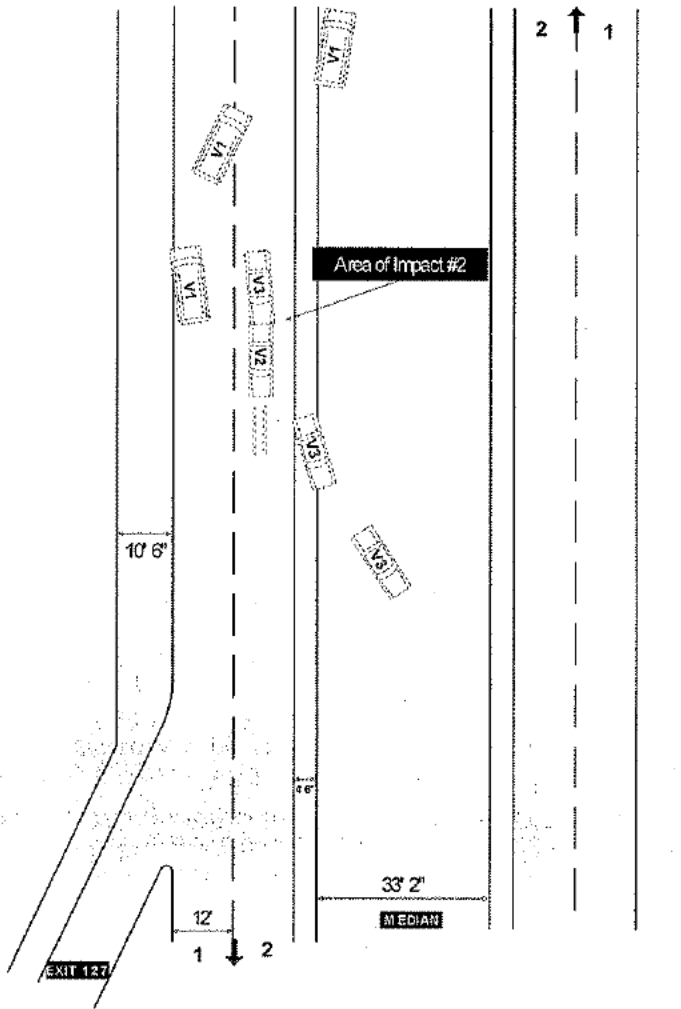 V1
2
1
V1
Area of Impact #2
V1
V3
V2
V3
V3
10' 6"
4' 6"
33' 2"
12'
MEDIAN
1
2
EXIT 127